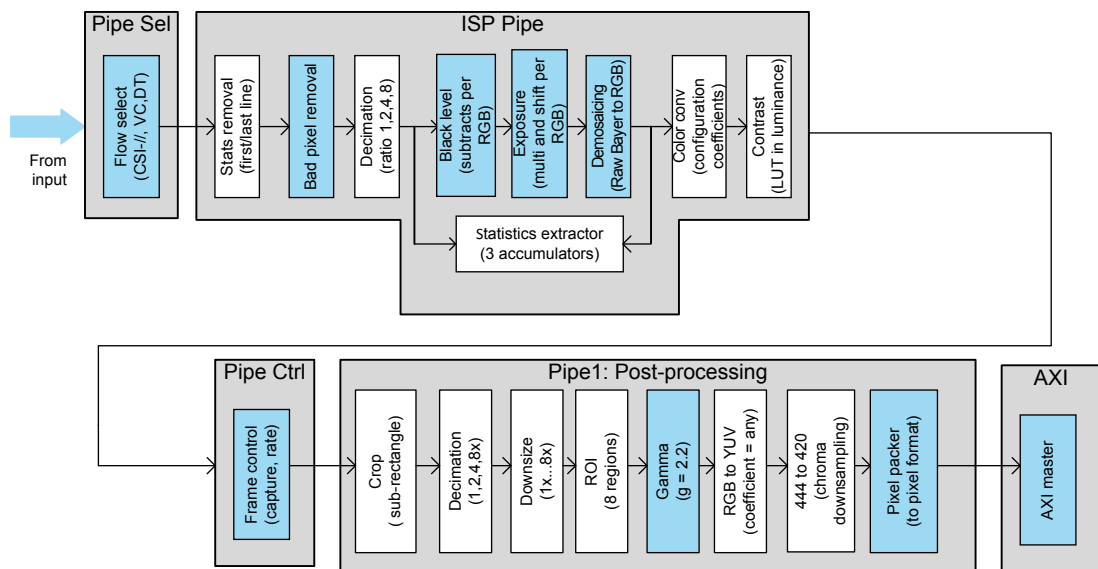 Pipe Sel
ISP Pipe
From
input
Flow select
(CSI-//, VC,DT)
Stats removal
(first/last line)
Bad pixel removal
Decimation
(ratio 1,2,4,8)
Black level
(subtracts per
RGB)
Exposure
(multi and shift per
RGB)
Demosaicing
(Raw Bayer to RGB)
Color conv
(configuration
coefficients)
Contrast
(LUT in luminance)
Statistics extractor
(3 accumulators)
Pipe Ctrl
Pipe1: Post-processing
AXI
Frame control
(capture, rate)
Crop
( sub-rectangle)
Decimation
(1,2,4,8x)
Downsize
(1x...8x)
ROI
(8 regions)
Gamma
(g = 2.2)
RGB to YUV
(coefficient = any)
444 to 420
(chroma
downsampling)
Pixel packer
(to pixel format)
AXI master